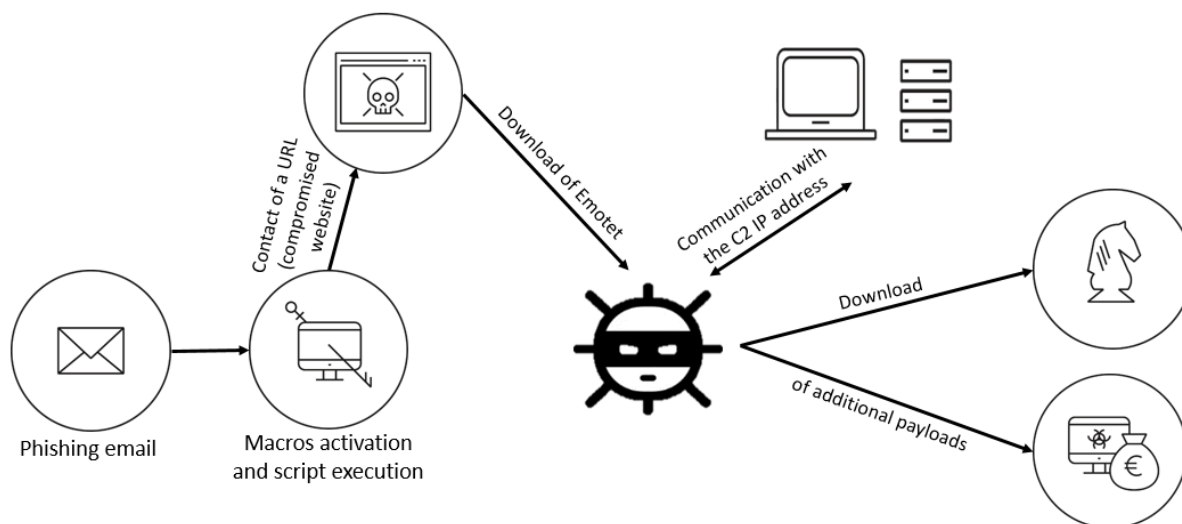 Phishing email
Macros activation
and script execution
Contact of a URL
(compromised
website)
Download of Emotet
Communication with
the C2 IP address
Download
of additional payloads
€